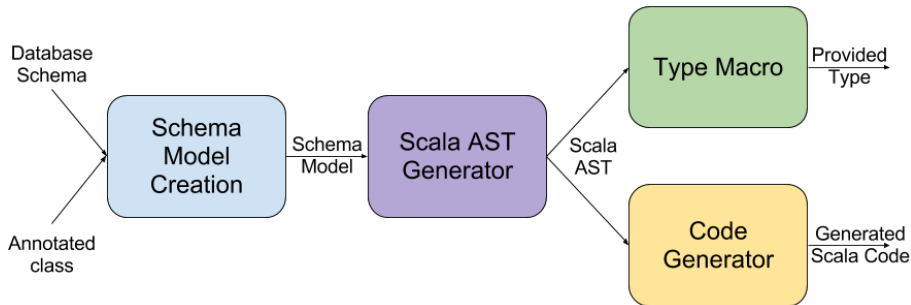 Database
Schema
Annotated
class
Schema
Model
Creation
Schema
Model
Scala AST
Generator
Scala
AST
Type Macro
Provided
Type
Code
Generator
Generated
Scala Code